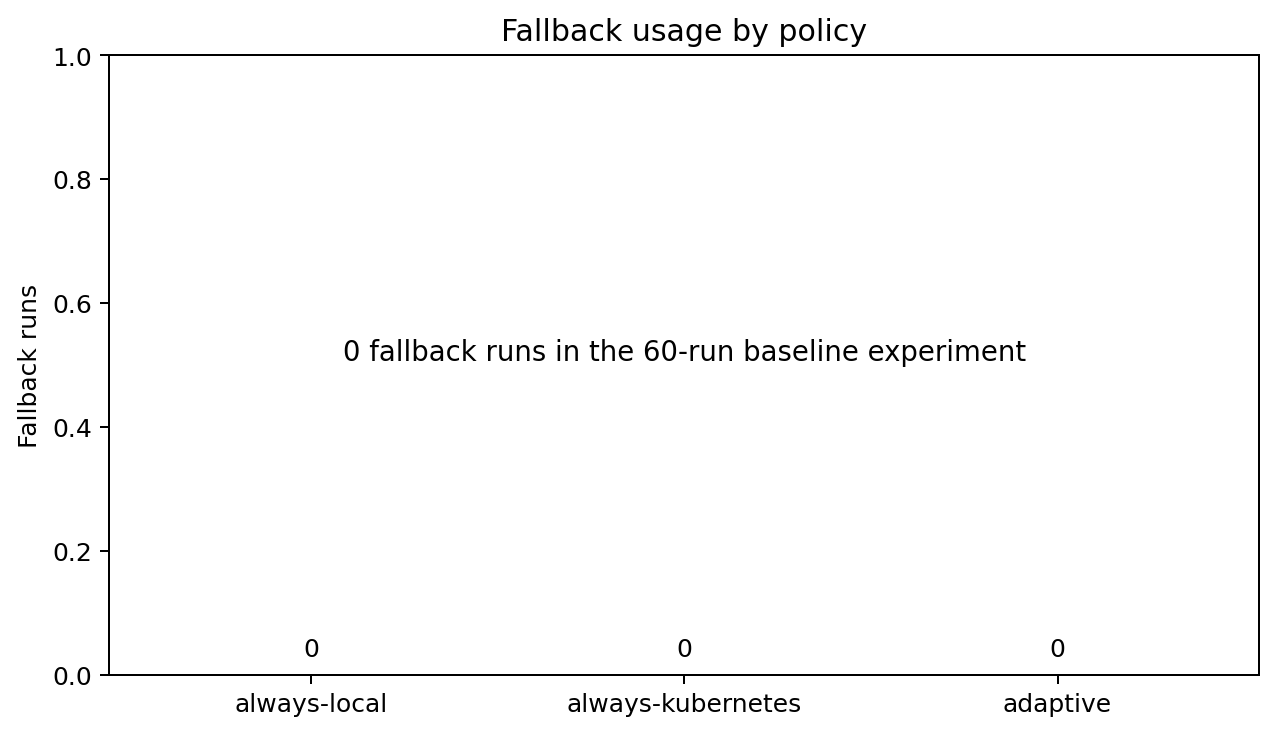 Fallback usage by policy
Fallback runs
1.0
0.8
0.6
0.4
0.2
0.0
0 fallback runs in the 60-run baseline experiment
0 0 0
always-local always-kubernetes adaptive